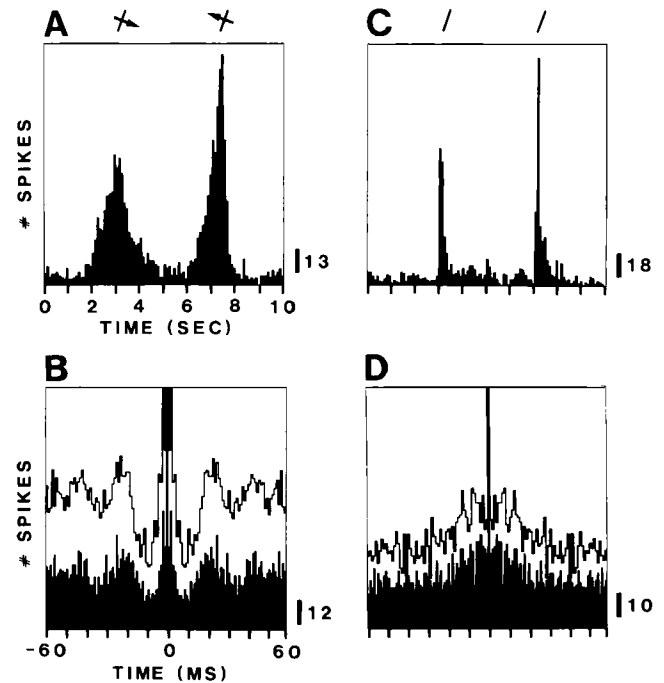 A
C
# SPIKES
13
18
0 2 4 6 8 10
TIME (SEC)
B
D
# SPIKES
12
10
-60 0 60
TIME (MS)